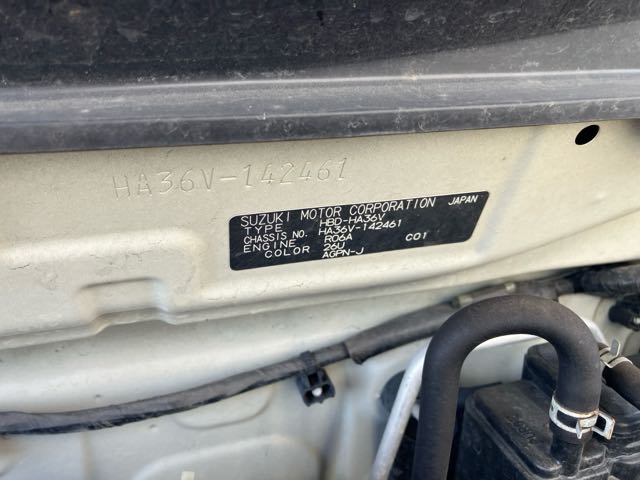 HA36V-142461
SUZUKI MOTOR CORPORATION JAPAN
TYPE HBD-HA36V
CHASSIS NO. HA36V-142461
ENGINE R06A C01
COLOR 26U
AGPN-J